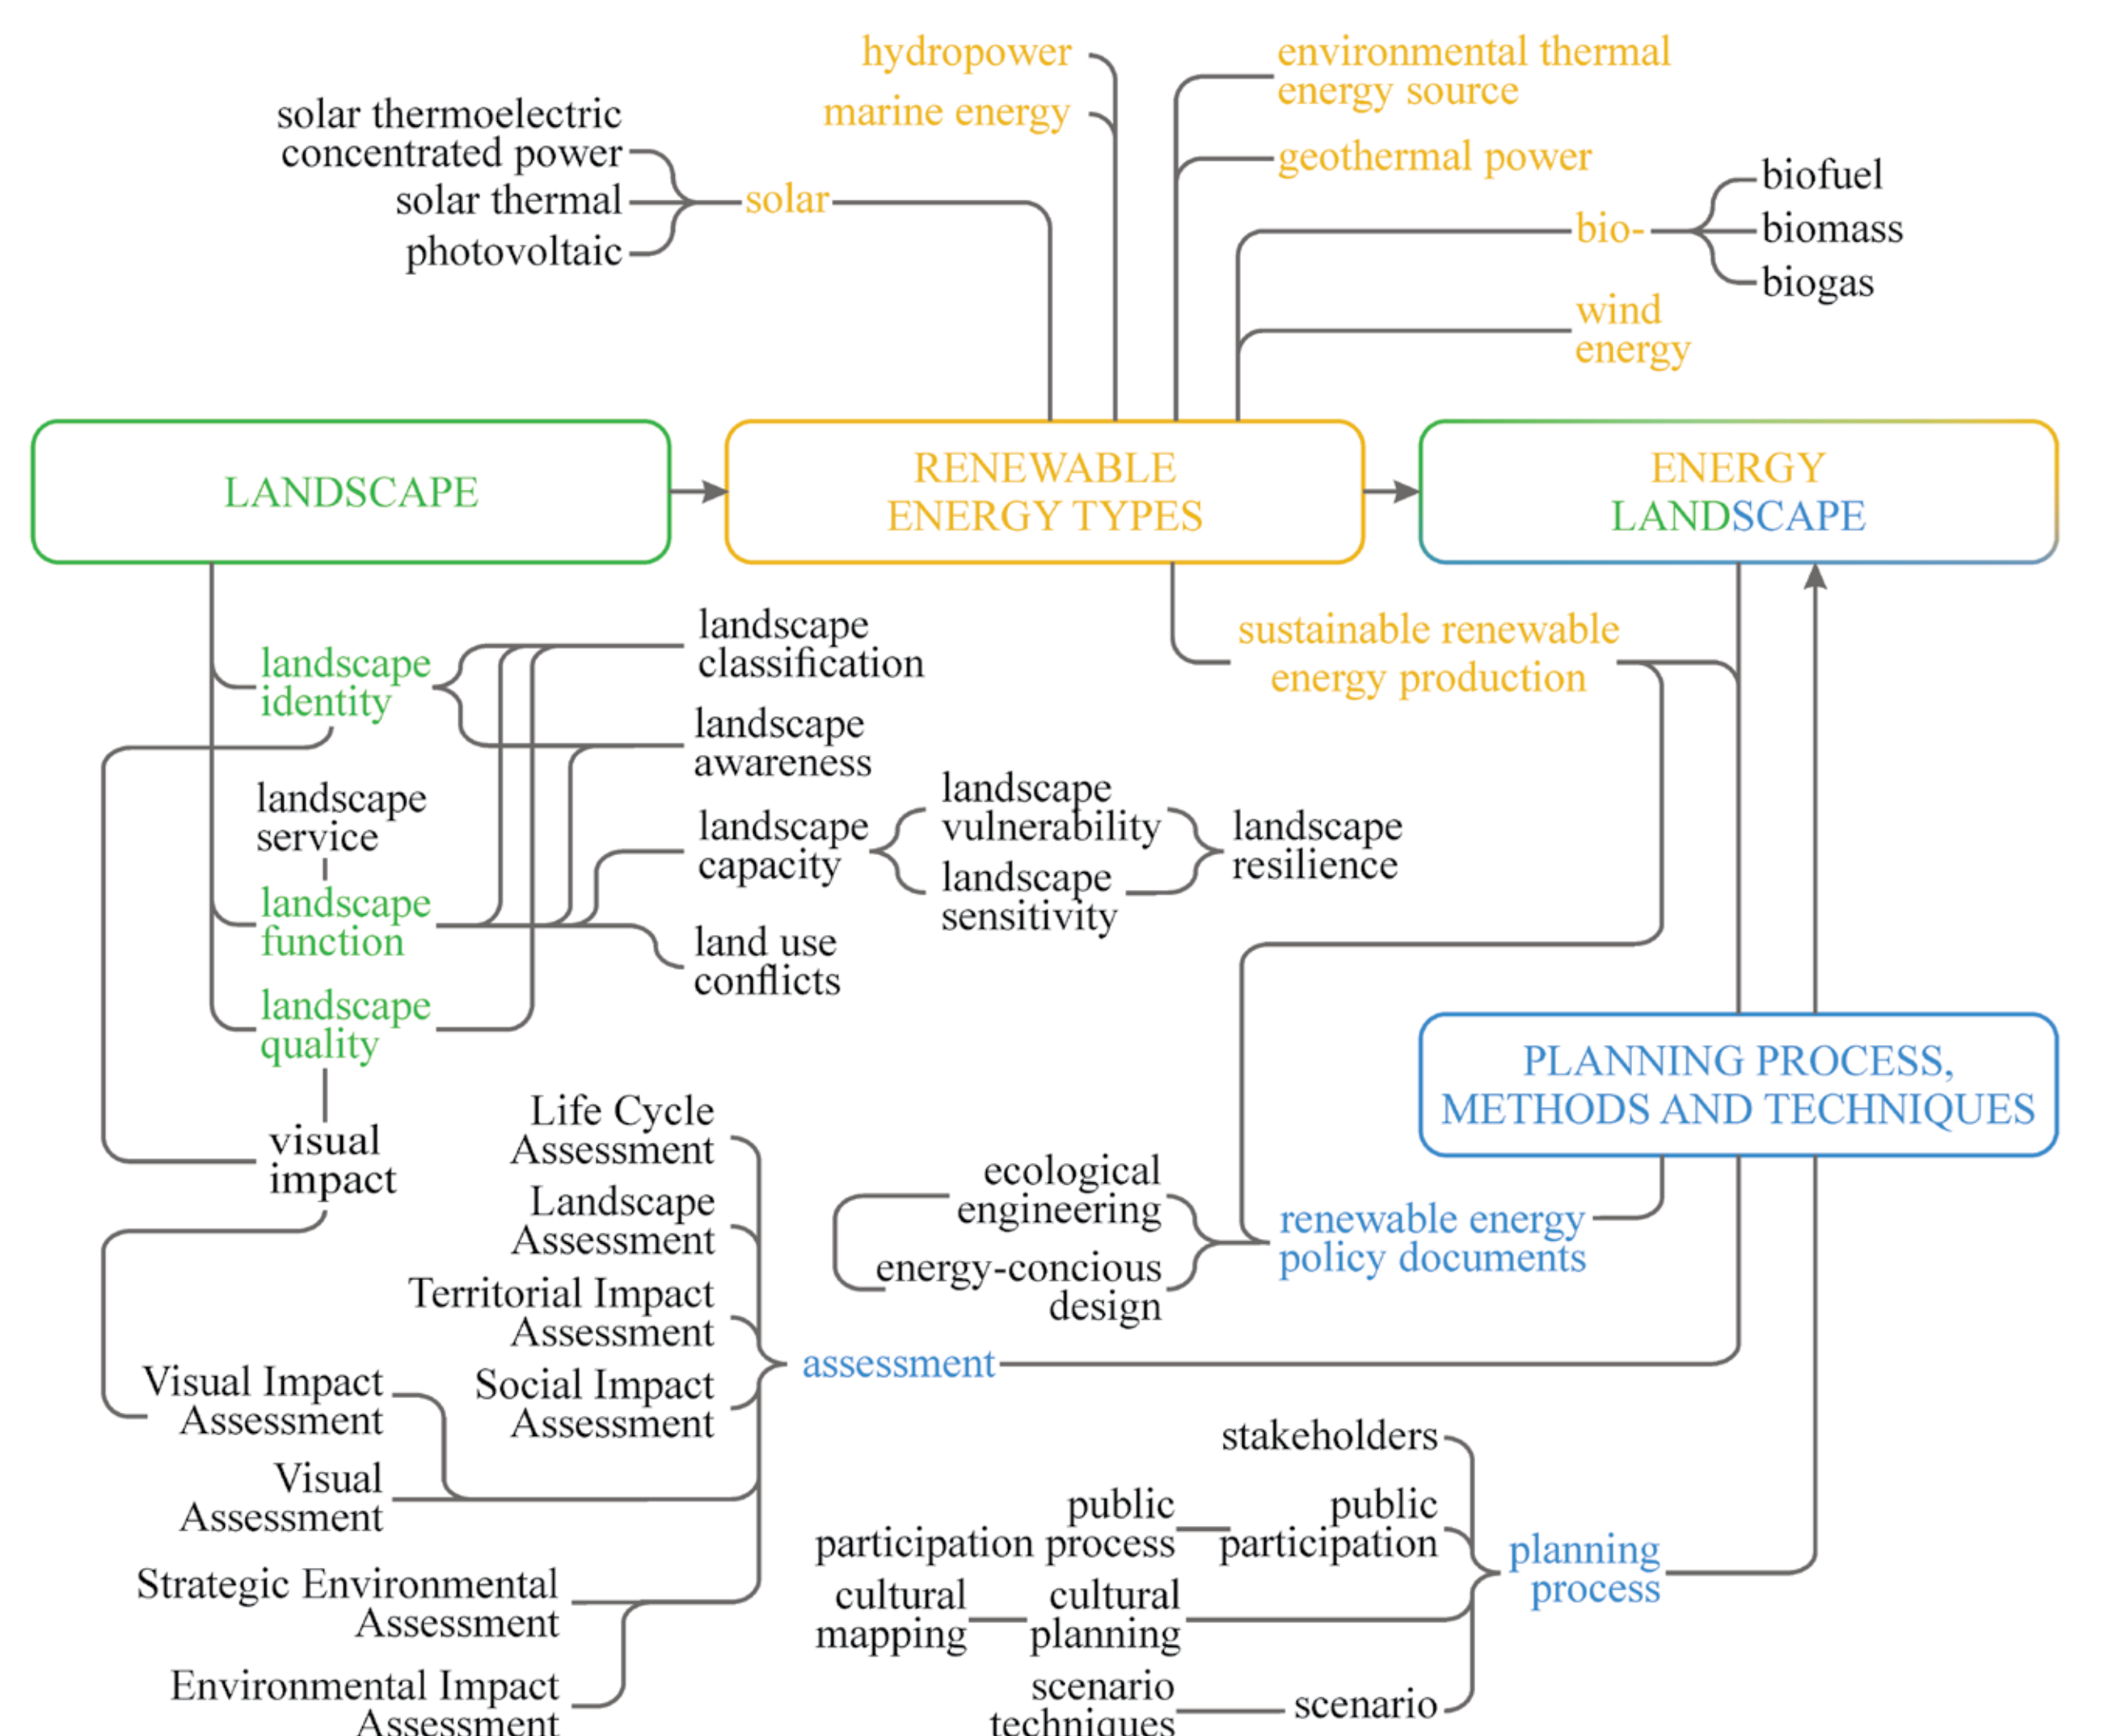 hydropower
marine energy
environmental thermal
energy source
geothermal power
solar thermoelectric
concentrated power
solar thermal
photovoltaic
solar
bio-
biofuel
biomass
biogas
wind
energy
LANDSCAPE
RENEWABLE
ENERGY TYPES
ENERGY
LANDSCAPE
landscape
identity
landscape
classification
landscape
awareness
sustainable renewable
energy production
landscape
service
landscape
function
landscape
quality
landscape
capacity
landscape
vulnerability
landscape
sensitivity
landscape
resilience
land use
conflicts
visual
impact
PLANNING PROCESS,
METHODS AND TECHNIQUES
Life Cycle
Assessment
Landscape
Assessment
Territorial Impact
Assessment
Social Impact
Assessment
ecological
engineering
energy-concious
design
renewable energy
policy documents
assessment
Visual Impact
Assessment
Visual
Assessment
Strategic Environmental
Assessment
Environmental Impact
Assessment
stakeholders
public
participation process
public
participation
cultural
mapping
cultural
planning
scenario
techniques
scenario
planning
process